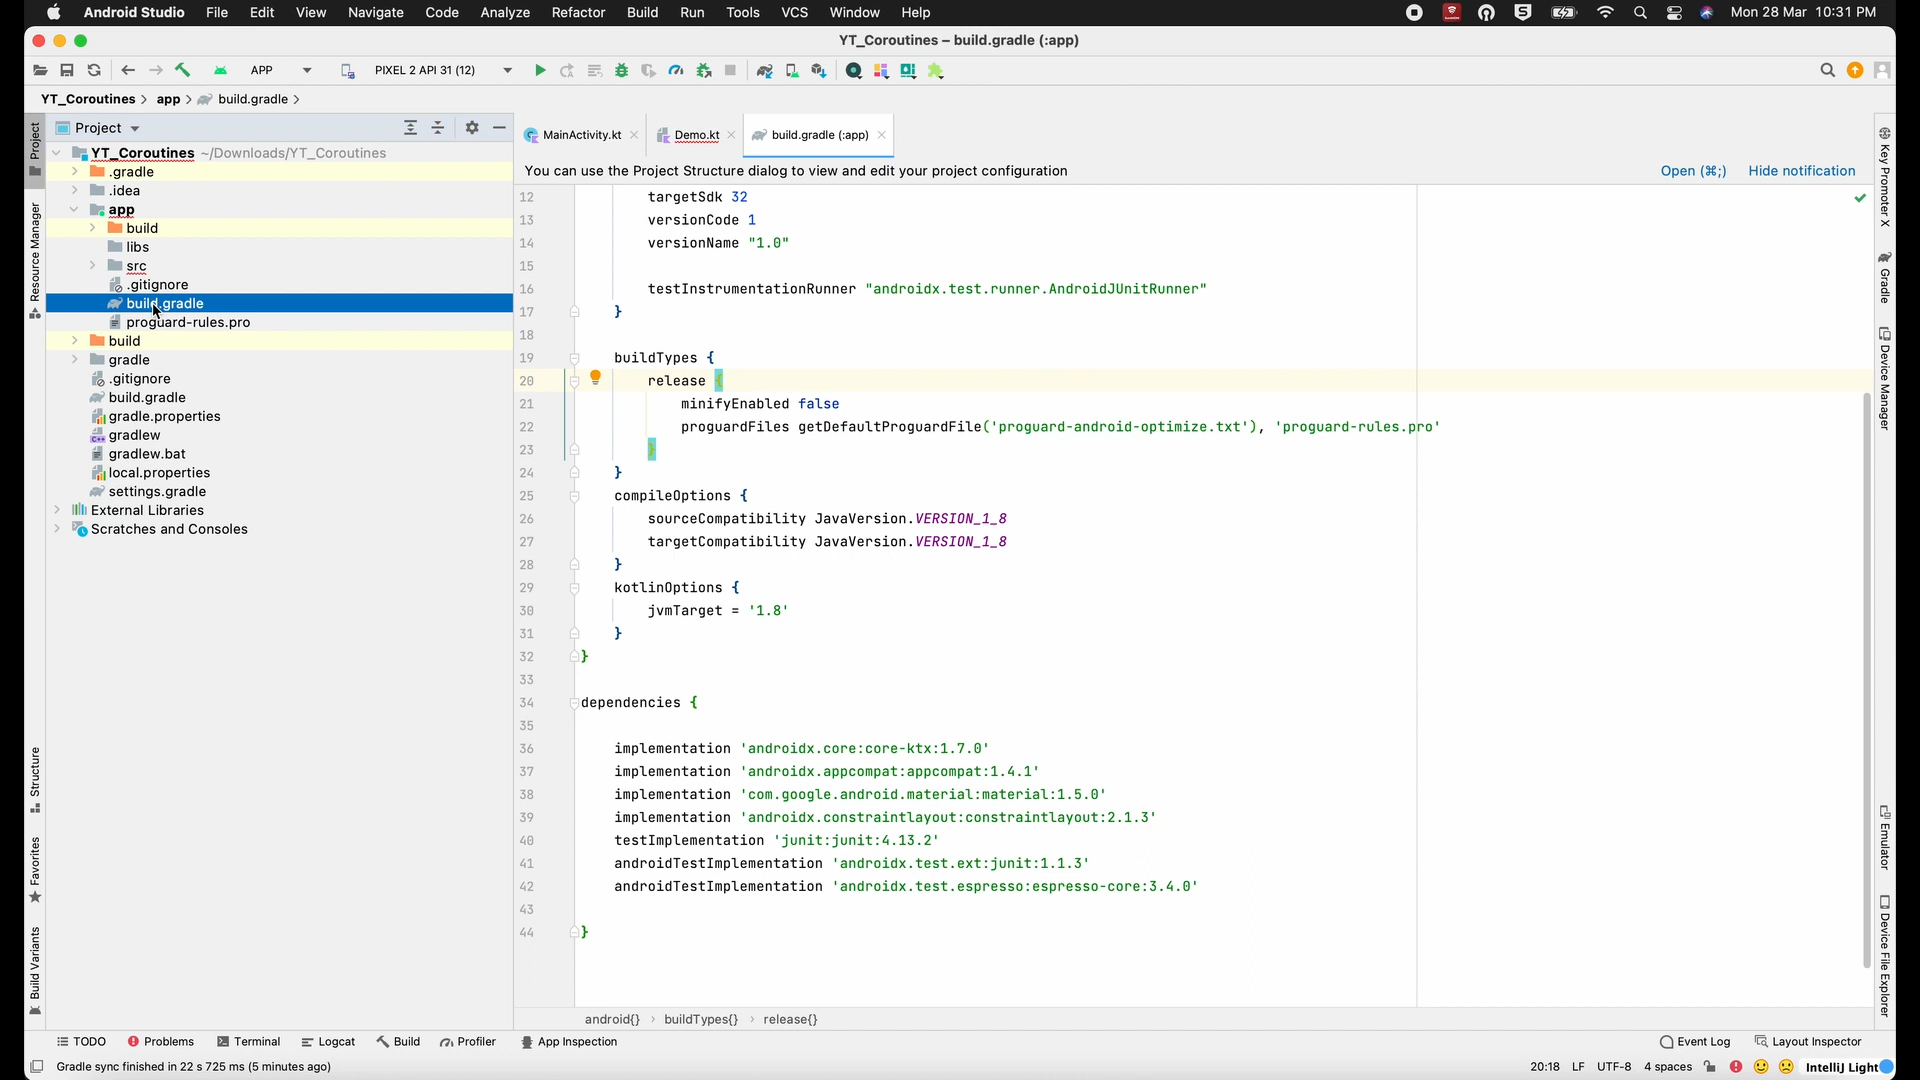 Android Studio File Edit View Navigate Code Analyze Refactor Build Run Tools VCS Window Help Mon 28 Mar 10:31 PM
YT_Coroutines – build.gradle (:app)
APP PIXEL 2 API 31 (12)
YT_Coroutines app build.gradle
Project
MainActivity.kt Demo.kt build.gradle (:app)
You can use the Project Structure dialog to view and edit your project configuration Open (⌘;) Hide notification
YT_Coroutines ~/Downloads/YT_Coroutines
.gradle
.idea
app
build
libs
src
.gitignore
build.gradle
proguard-rules.pro
build
gradle
.gitignore
build.gradle
gradle.properties
gradlew
gradlew.bat
local.properties
settings.gradle
External Libraries
Scratches and Consoles
12 targetSdk 32
13 versionCode 1
14 versionName "1.0"
15
16 testInstrumentationRunner "androidx.test.runner.AndroidJUnitRunner"
17 }
18
19 buildTypes {
20 release {
21 minifyEnabled false
22 proguardFiles getDefaultProguardFile('proguard-android-optimize.txt'), 'proguard-rules.pro'
23 }
24 }
25 compileOptions {
26 sourceCompatibility JavaVersion.VERSION_1_8
27 targetCompatibility JavaVersion.VERSION_1_8
28 }
29 kotlinOptions {
30 jvmTarget = '1.8'
31 }
32 }
33
34 dependencies {
35
36 implementation 'androidx.core:core-ktx:1.7.0'
37 implementation 'androidx.appcompat:appcompat:1.4.1'
38 implementation 'com.google.android.material:material:1.5.0'
39 implementation 'androidx.constraintlayout:constraintlayout:2.1.3'
40 testImplementation 'junit:junit:4.13.2'
41 androidTestImplementation 'androidx.test.ext:junit:1.1.3'
42 androidTestImplementation 'androidx.test.espresso:espresso-core:3.4.0'
43
44 }
android{} buildTypes{} release{}
Project
Resource Manager
Structure
Favorites
Build Variants
Key Promoter X
Gradle
Device Manager
Emulator
Device File Explorer
TODO Problems Terminal Logcat Build Profiler App Inspection Event Log Layout Inspector
Gradle sync finished in 22 s 725 ms (5 minutes ago) 20:18 LF UTF-8 4 spaces IntelliJ Light